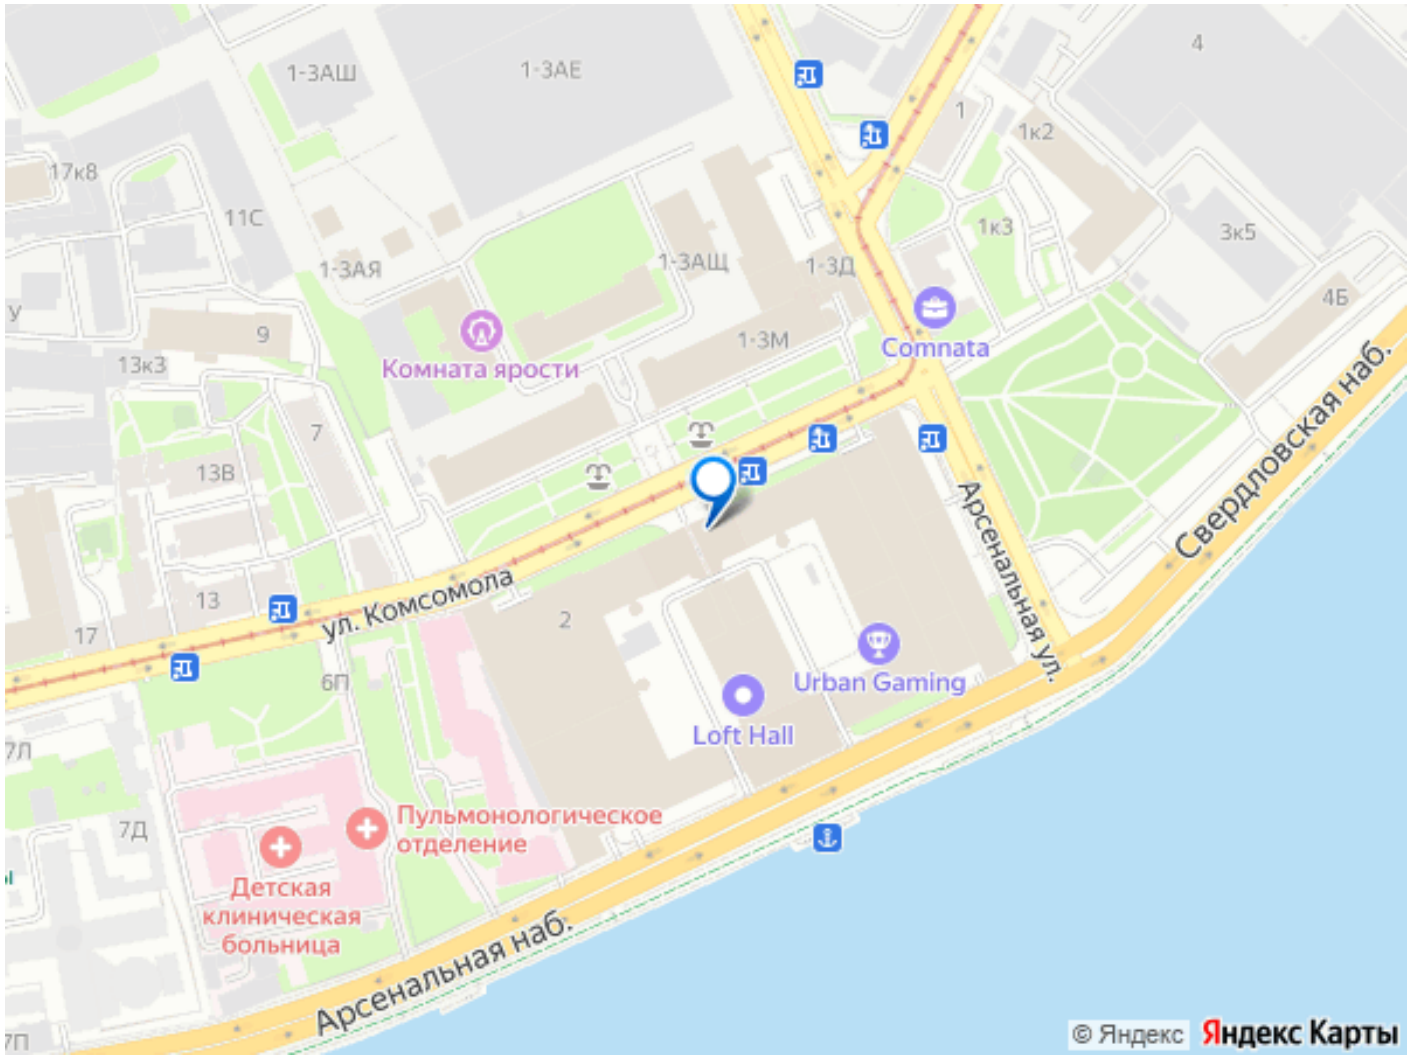 4
1-3АШ
1-3АЕ
1
1к2
17к8
11С
1к3
3к5
1-3АЯ
1-3АЩ
1-3Д
4Б
У
9
1-3М
Comnata
13к3
Комната ярости
7
13В
Свердловская наб.
Арсенальная ул.
ул. Комсомола
13
2
17
6П
Urban Gaming
Loft Hall
7Л
7Д
Пульмонологическое
отделение
ы
Детская
клиническая
больница
Арсенальная наб.
7П
© Яндекс Яндекс Карты